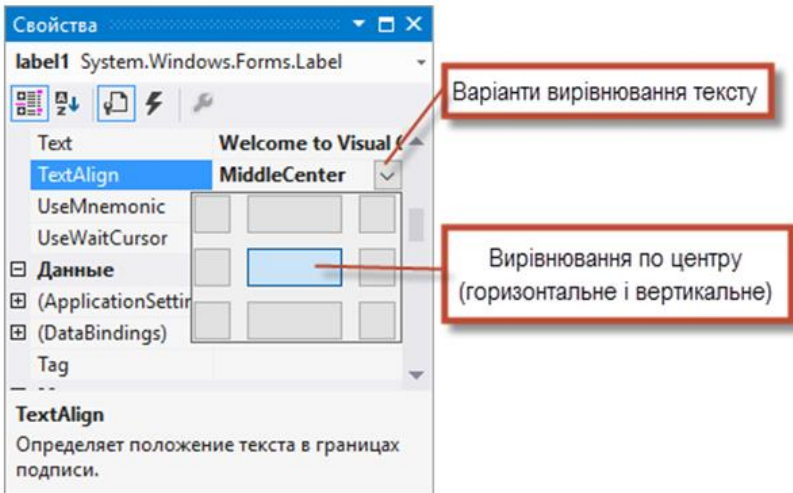 Свойства
label1 System.Windows.Forms.Label
Text Welcome to Visual
TextAlign MiddleCenter
UseMnemonic
UseWaitCursor
Данные
(ApplicationSettin
(DataBindings)
Tag
TextAlign
Определяет положение текста в границах
подписи.
Варіанти вирівнювання тексту
Вирівнювання по центру
(горизонтальне і вертикальне)